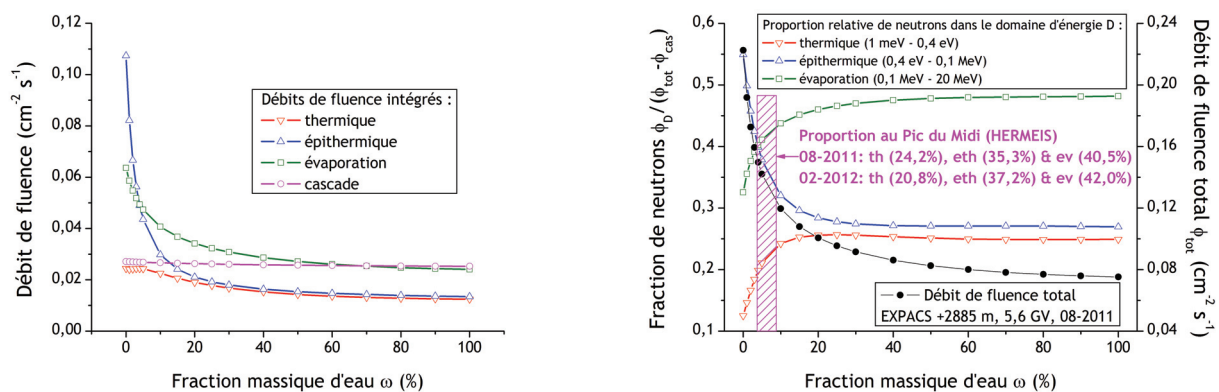 Débit de fluence (cm⁻² s⁻¹)
0,12
0,10
0,08
0,06
0,04
0,02
0,00
Débits de fluence intégrés :
thermique
épithermique
évaporation
cascade
0 20 40 60 80 100
Fraction massique d'eau ω (%)
Fraction de neutrons ϕD/(ϕtot-ϕcas)
0,6
0,5
0,4
0,3
0,2
0,1
Proportion relative de neutrons dans le domaine d'énergie D :
thermique (1 meV - 0,4 eV)
épithermique (0,4 eV - 0,1 MeV)
évaporation (0,1 MeV - 20 MeV)
Proportion au Pic du Midi (HERMEIS)
08-2011: th (24,2%), eth (35,3%) & ev (40,5%)
02-2012: th (20,8%), eth (37,2%) & ev (42,0%)
Débit de fluence total
EXPACS +2885 m, 5,6 GV, 08-2011
0 20 40 60 80 100
Fraction massique d'eau ω (%)
0,24
0,20
0,16
0,12
0,08
0,04
Débit de fluence total ϕtot (cm⁻² s⁻¹)